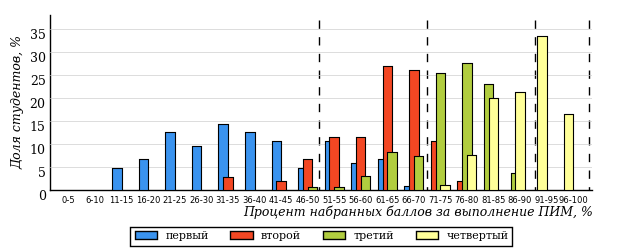 Доля студентов, %
35
30
25
20
15
10
5
0
0-5 6-10 11-15 16-20 21-25 26-30 31-35 36-40 41-45 46-50 51-55 56-60 61-65 66-70 71-75 76-80 81-85 86-90 91-95 96-100
Процент набранных баллов за выполнение ПИМ, %
первый второй третий четвертый